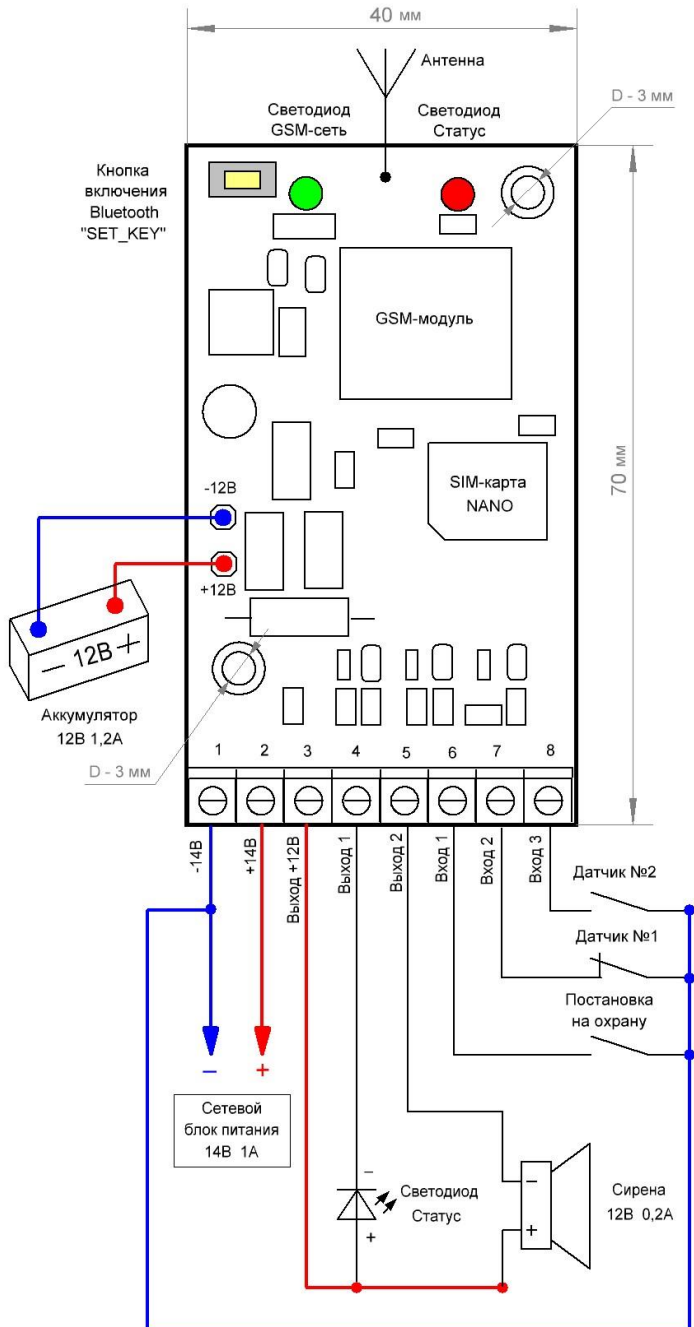 40 мм
Антенна
Светодиод
GSM-сеть
Светодиод
Статус
D - 3 мм
Кнопка
включения
Bluetooth
"SET_KEY"
GSM-модуль
70 мм
SIM-карта
NANO
-12В
+12В
— 12В +
Аккумулятор
12В 1,2А
D - 3 мм
1 2 3 4 5 6 7 8
-14В
+14В
Выход +12В
Выход 1
Выход 2
Вход 1
Вход 2
Вход 3
Датчик №2
Датчик №1
Постановка
на охрану
− +
Сетевой
блок питания
14В 1А
−
Светодиод
Статус
+
−
+
Сирена
12В 0,2А